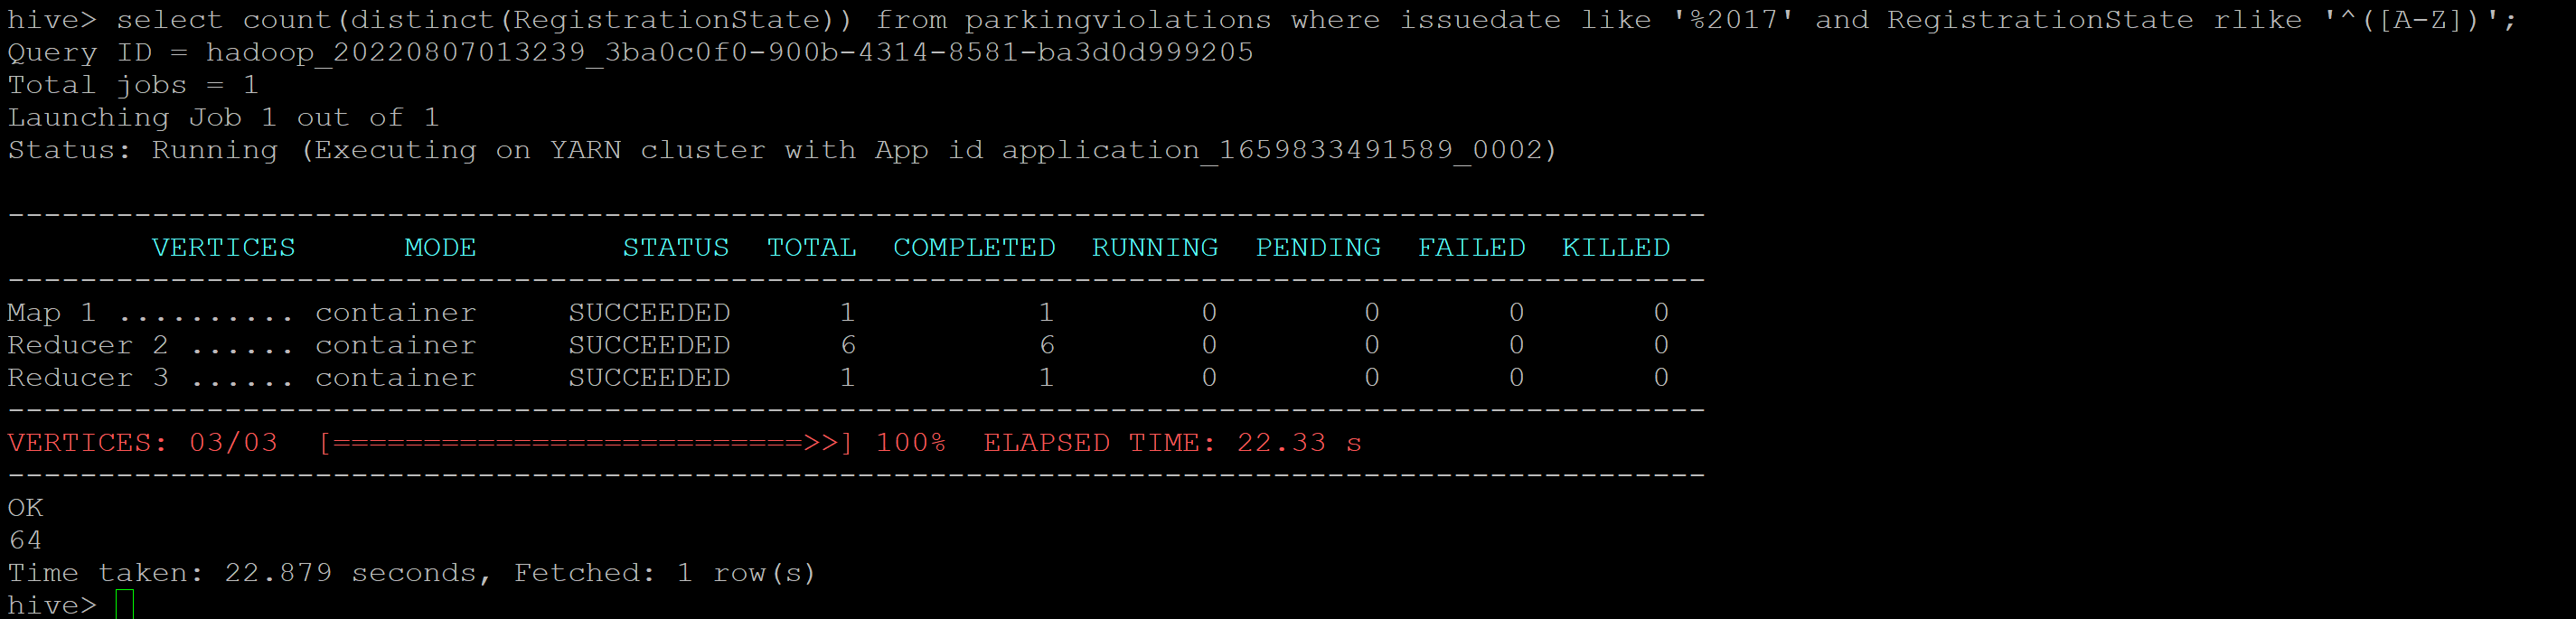 hive> select count(distinct(RegistrationState)) from parkingviolations where issuedate like '%2017' and RegistrationState rlike '^([A-Z])';
Query ID = hadoop_20220807013239_3ba0c0f0-900b-4314-8581-ba3d0d999205
Total jobs = 1
Launching Job 1 out of 1
Status: Running (Executing on YARN cluster with App id application_1659833491589_0002)

----------------------------------------------------------------------------------------------
        VERTICES      MODE        STATUS  TOTAL  COMPLETED  RUNNING  PENDING  FAILED  KILLED
----------------------------------------------------------------------------------------------
Map 1 .......... container     SUCCEEDED      1          1        0        0       0       0
Reducer 2 ...... container     SUCCEEDED      6          6        0        0       0       0
Reducer 3 ...... container     SUCCEEDED      1          1        0        0       0       0
----------------------------------------------------------------------------------------------
VERTICES: 03/03  [==========================>>] 100%  ELAPSED TIME: 22.33 s
----------------------------------------------------------------------------------------------
OK
64
Time taken: 22.879 seconds, Fetched: 1 row(s)
hive>